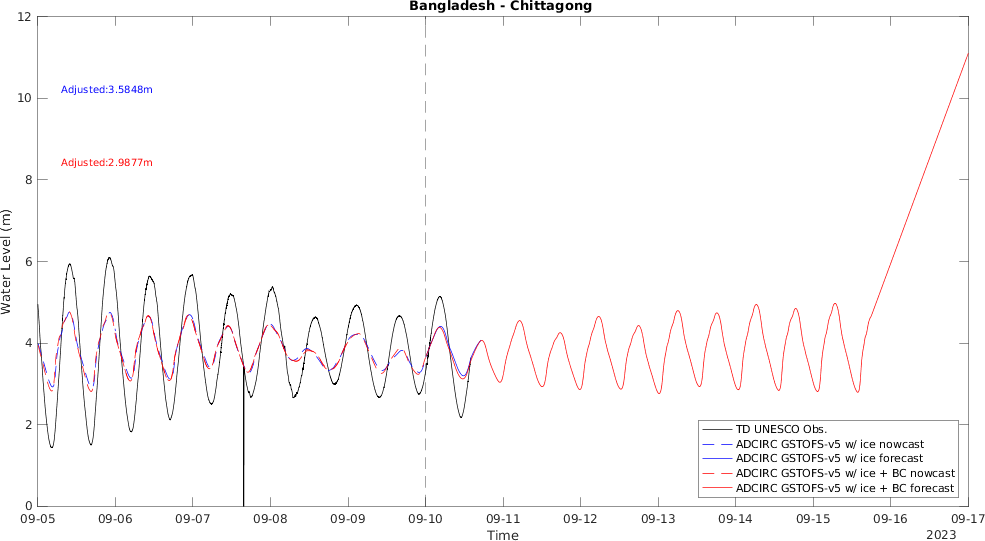 Bangladesh - Chittagong
12
10
8
6
4
2
0
Water Level (m)
Adjusted:3.5848m
Adjusted:2.9877m
TD UNESCO Obs.
ADCIRC GSTOFS-v5 w/ ice nowcast
ADCIRC GSTOFS-v5 w/ ice forecast
ADCIRC GSTOFS-v5 w/ ice + BC nowcast
ADCIRC GSTOFS-v5 w/ ice + BC forecast
09-05 09-06 09-07 09-08 09-09 09-10 09-11 09-12 09-13 09-14 09-15 09-16 09-17
Time
2023